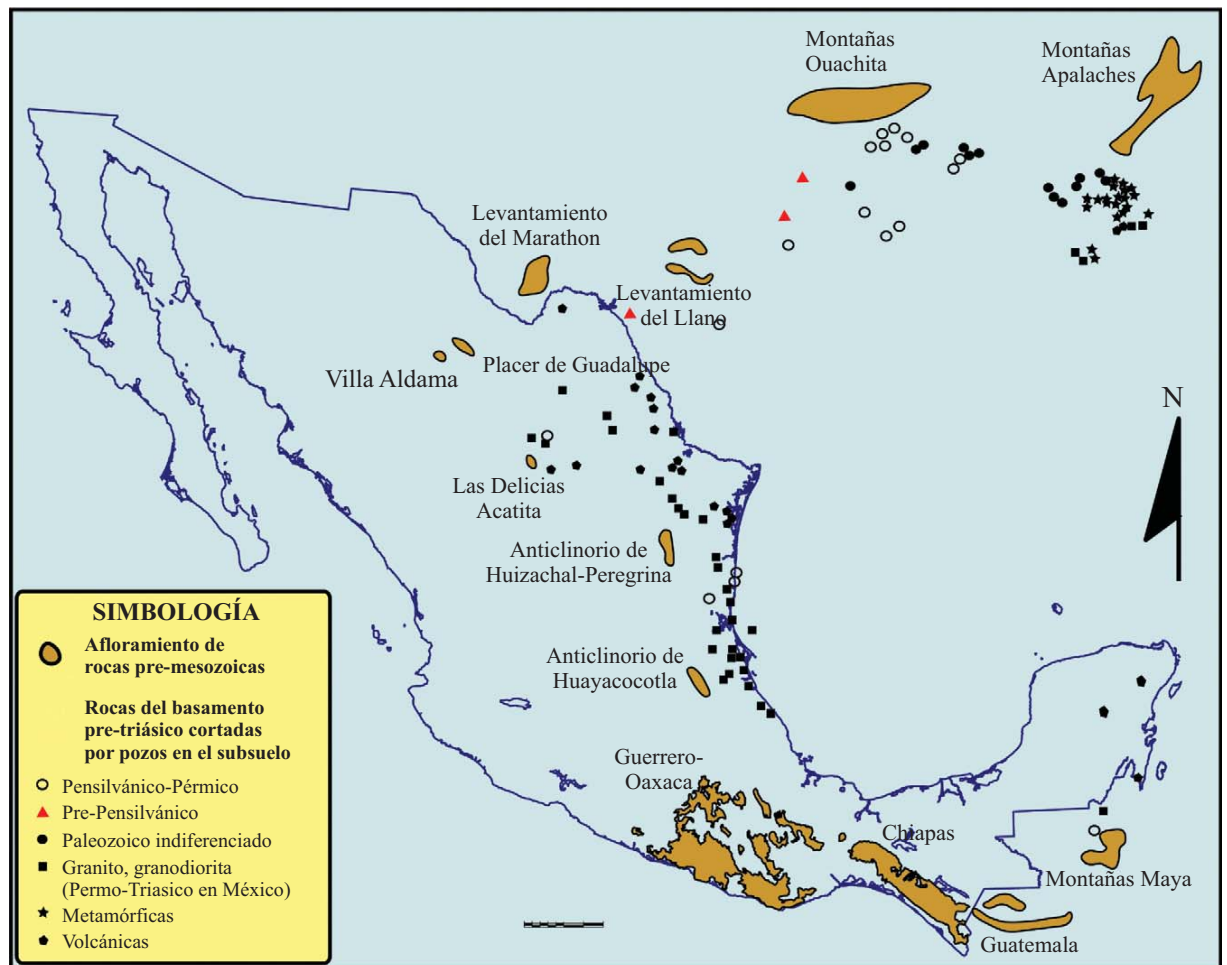 Montañas
Ouachita
Montañas
Apalaches
Levantamiento
del Marathon
Levantamiento
del Llano
Villa Aldama
Placer de Guadalupe
N
Las Delicias
Acatita
Anticlinorio de
Huizachal-Peregrina
Anticlinorio de
Huayacocotla
Guerrero-
Oaxaca
Chiapas
Montañas Maya
Guatemala
SIMBOLOGÍA
Afloramiento de
rocas pre-mesozoicas
Rocas del basamento
pre-triásico cortadas
por pozos en el subsuelo
Pensilvánico-Pérmico
Pre-Pensilvánico
Paleozoico indiferenciado
Granito, granodiorita
(Permo-Triasico en México)
Metamórficas
Volcánicas